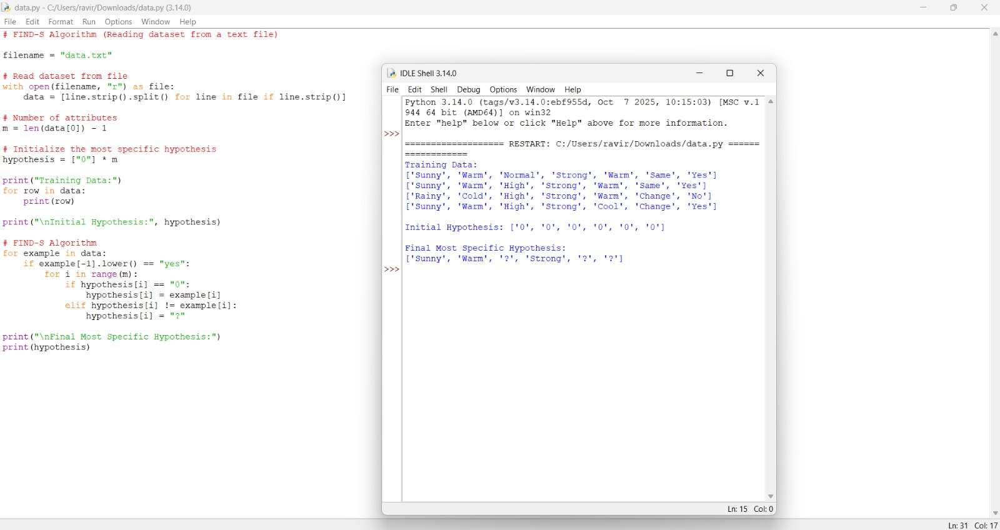 data.py - C:/Users/ravir/Downloads/data.py (3.14.0)
File Edit Format Run Options Window Help
# FIND-S Algorithm (Reading dataset from a text file)
filename = "data.txt"
# Read dataset from file
with open(filename, "r") as file:
    data = [line.strip().split() for line in file if line.strip()]
# Number of attributes
m = len(data[0]) - 1
# Initialize the most specific hypothesis
hypothesis = ["0"] * m
print("Training Data:")
for row in data:
    print(row)
print("\nInitial Hypothesis:", hypothesis)
# FIND-S Algorithm
for example in data:
    if example[-1].lower() == "yes":
        for i in range(m):
            if hypothesis[i] == "0":
                hypothesis[i] = example[i]
            elif hypothesis[i] != example[i]:
                hypothesis[i] = "?"
print("\nFinal Most Specific Hypothesis:")
print(hypothesis)
IDLE Shell 3.14.0
File Edit Shell Debug Options Window Help
Python 3.14.0 (tags/v3.14.0:ebf955d, Oct  7 2025, 10:15:03) [MSC v.1
944 64 bit (AMD64)] on win32
Enter "help" below or click "Help" above for more information.
>>>
=================== RESTART: C:/Users/ravir/Downloads/data.py ======
============
Training Data:
['Sunny', 'Warm', 'Normal', 'Strong', 'Warm', 'Same', 'Yes']
['Sunny', 'Warm', 'High', 'Strong', 'Warm', 'Same', 'Yes']
['Rainy', 'Cold', 'High', 'Strong', 'Warm', 'Change', 'No']
['Sunny', 'Warm', 'High', 'Strong', 'Cool', 'Change', 'Yes']
Initial Hypothesis: ['0', '0', '0', '0', '0', '0']
Final Most Specific Hypothesis:
['Sunny', 'Warm', '?', 'Strong', '?', '?']
>>>
Ln: 15 Col: 0
Ln: 31 Col: 17